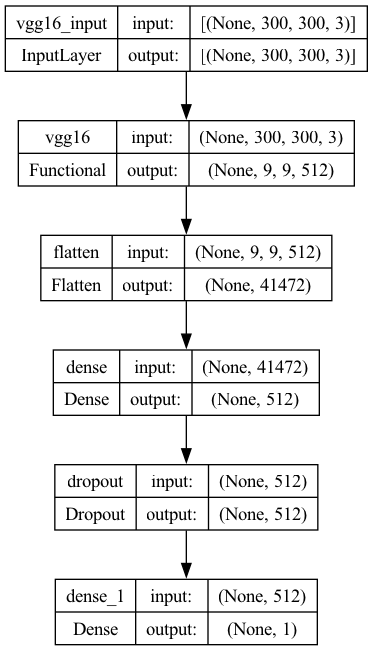 vgg16_input input: [(None, 300, 300, 3)]
InputLayer output: [(None, 300, 300, 3)]
vgg16 input: (None, 300, 300, 3)
Functional output: (None, 9, 9, 512)
flatten input: (None, 9, 9, 512)
Flatten output: (None, 41472)
dense input: (None, 41472)
Dense output: (None, 512)
dropout input: (None, 512)
Dropout output: (None, 512)
dense_1 input: (None, 512)
Dense output: (None, 1)